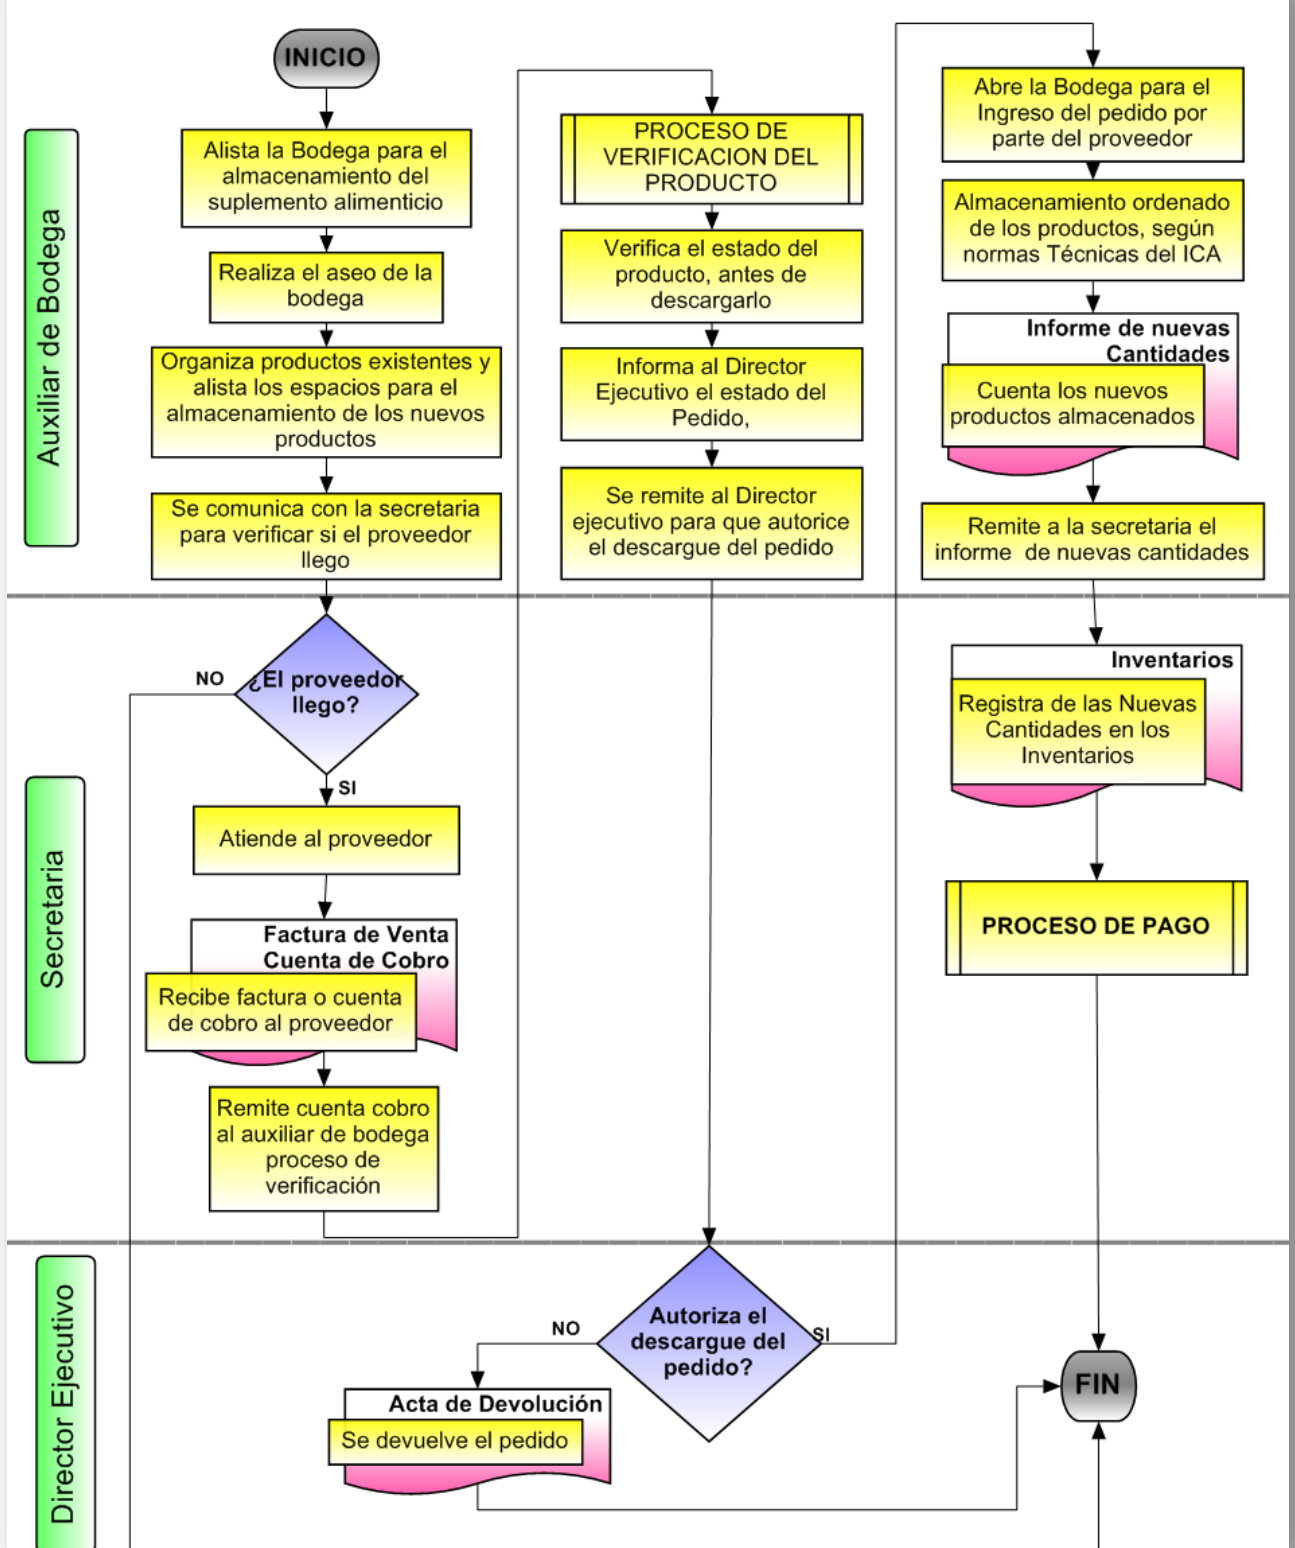 INICIO
Auxiliar de Bodega
Alista la Bodega para el
almacenamiento del
suplemento alimenticio
Realiza el aseo de la
bodega
Organiza productos existentes y
alista los espacios para el
almacenamiento de los nuevos
productos
Se comunica con la secretaria
para verificar si el proveedor
llego
PROCESO DE
VERIFICACION DEL
PRODUCTO
Verifica el estado del
producto, antes de
descargarlo
Informa al Director
Ejecutivo el estado del
Pedido,
Se remite al Director
ejecutivo para que autorice
el descargue del pedido
Abre la Bodega para el
Ingreso del pedido por
parte del proveedor
Almacenamiento ordenado
de los productos, según
normas Técnicas del ICA
Informe de nuevas
Cantidades
Cuenta los nuevos
productos almacenados
Remite a la secretaria el
informe de nuevas cantidades
Secretaria
¿El proveedor
llego?
NO
SI
Atiende al proveedor
Factura de Venta
Cuenta de Cobro
Recibe factura o cuenta
de cobro al proveedor
Remite cuenta cobro
al auxiliar de bodega
proceso de
verificación
Inventarios
Registra de las Nuevas
Cantidades en los
Inventarios
PROCESO DE PAGO
Director Ejecutivo
Autoriza el
descargue del
pedido?
NO
SI
Acta de Devolución
Se devuelve el pedido
FIN